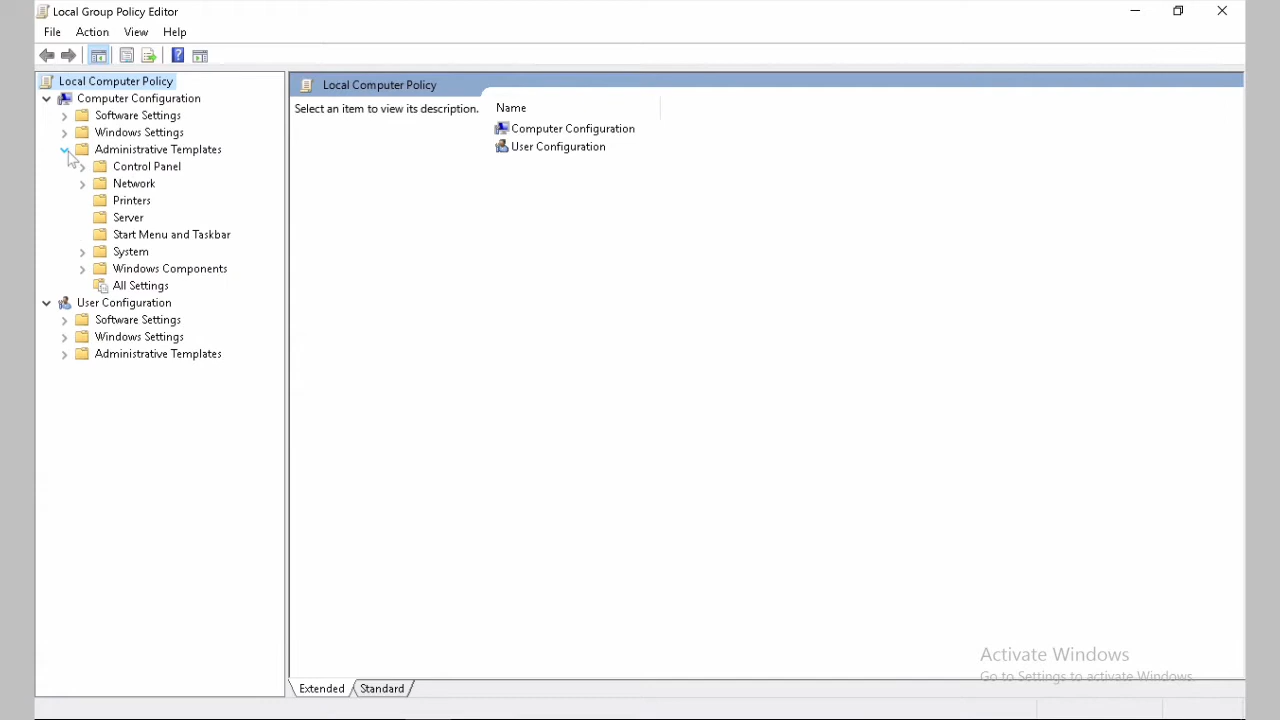 Local Group Policy Editor
File Action View Help
Local Computer Policy
Computer Configuration
Software Settings
Windows Settings
Administrative Templates
Control Panel
Network
Printers
Server
Start Menu and Taskbar
System
Windows Components
All Settings
User Configuration
Software Settings
Windows Settings
Administrative Templates
Local Computer Policy
Select an item to view its description.
Name
Computer Configuration
User Configuration
Extended Standard
Activate Windows
Go to Settings to activate Windows.